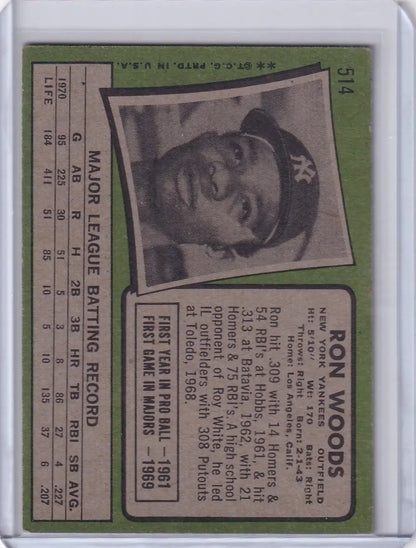 514
**©T.C.G. PRTD. IN U.S.A.
NY
RON WOODS
NEW YORK YANKEES OUTFIELD
Ht: 5'10" Wt: 170 Bats: Right
Throws: Right Born: 2-1-43
Home: Los Angeles, Calif.
Ron hit .309 with 14 Homers &
54 RBI's at Hobbs, 1961, & hit
.313 at Batavia, 1962, with 21
Homers & 75 RBI's. A high school
opponent of Roy White, he led
IL outfielders with 308 Putouts
at Toledo, 1968.
FIRST YEAR IN PRO BALL — 1961
FIRST GAME IN MAJORS — 1969
MAJOR LEAGUE BATTING RECORD
G AB R H 2B 3B HR TB RBI SB AVG.
1970 95 225 30 51 5 3 8 86 27 4 .227
LIFE 184 411 51 85 7 6 10 135 37 6 .207